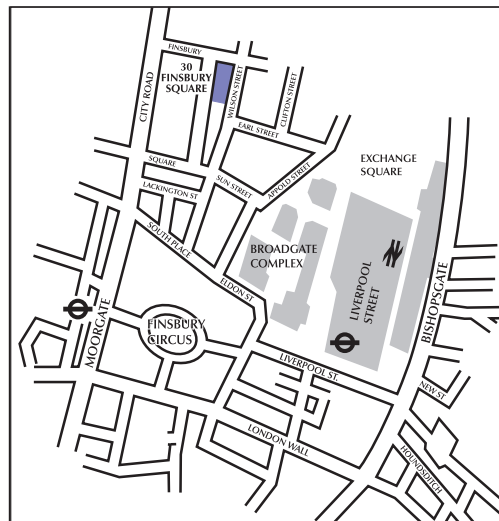 FINSBURY
30
FINSBURY
SQUARE
CITY ROAD
WILSON STREET
CLIFTON STREET
EARL STREET
EXCHANGE
SQUARE
SQUARE
SUN STREET
APPOLD STREET
LACKINGTON ST
SOUTH PLACE
BROADGATE
COMPLEX
ELDON ST.
LIVERPOOL
STREET
BISHOPSGATE
MOORGATE
FINSBURY
CIRCUS
LIVERPOOL ST.
NEW ST
LONDON WALL
HOUNDSDITCH